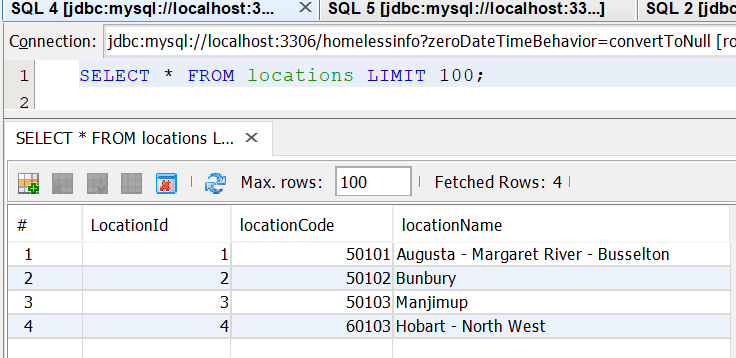 SQL 4 [jdbc:mysql://localhost:3... SQL 5 [jdbc:mysql://localhost:33...] SQL 2 [jdb
Connection: jdbc:mysql://localhost:3306/homelessinfo?zeroDateTimeBehavior=convertToNull [ro
1 SELECT * FROM locations LIMIT 100;
2
SELECT * FROM locations L...
Max. rows: 100 Fetched Rows: 4
# LocationId locationCode locationName
1 1 50101 Augusta - Margaret River - Busselton
2 2 50102 Bunbury
3 3 50103 Manjimup
4 4 60103 Hobart - North West